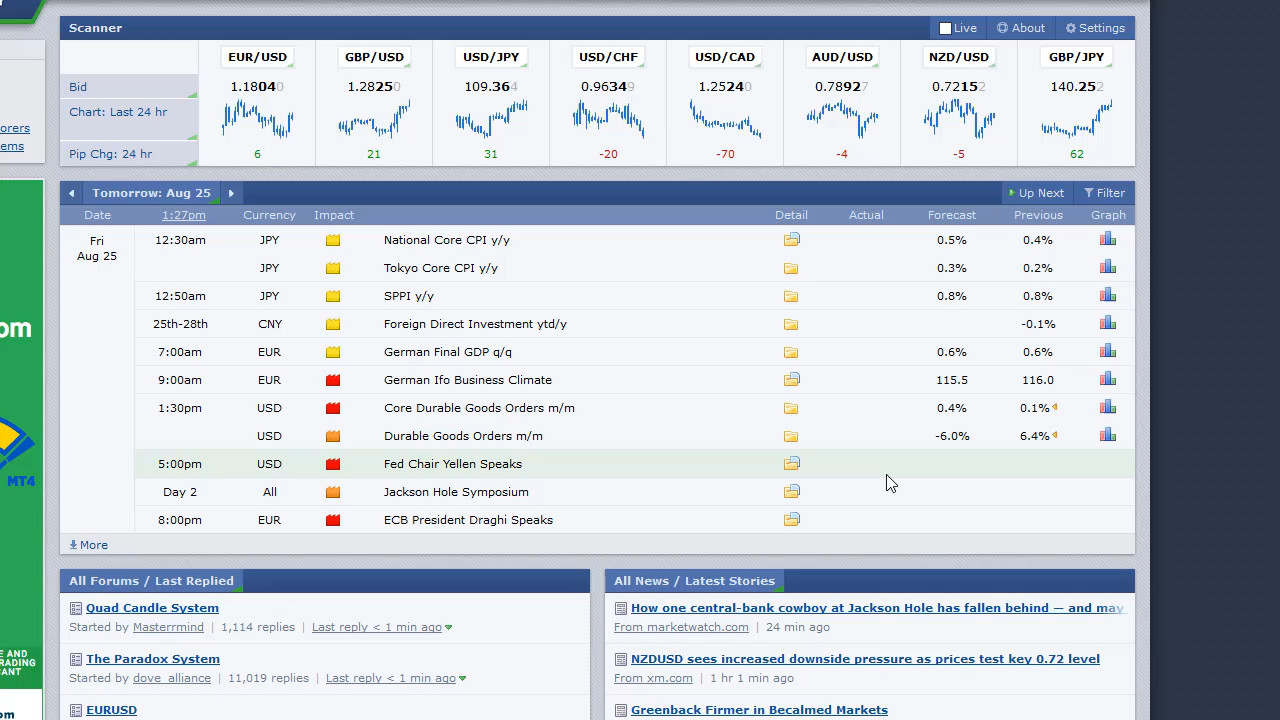 Scanner Live About Settings
EUR/USD GBP/USD USD/JPY USD/CHF USD/CAD AUD/USD NZD/USD GBP/JPY
Bid 1.18040 1.28250 109.364 0.96349 1.25240 0.78927 0.72152 140.252
Chart: Last 24 hr
orers
ems
Pip Chg: 24 hr 6 21 31 -20 -70 -4 -5 62
Tomorrow: Aug 25 Up Next Filter
Date 1:27pm Currency Impact Detail Actual Forecast Previous Graph
Fri 12:30am JPY National Core CPI y/y 0.5% 0.4%
Aug 25
JPY Tokyo Core CPI y/y 0.3% 0.2%
12:50am JPY SPPI y/y 0.8% 0.8%
25th-28th CNY Foreign Direct Investment ytd/y -0.1%
om
7:00am EUR German Final GDP q/q 0.6% 0.6%
9:00am EUR German Ifo Business Climate 115.5 116.0
1:30pm USD Core Durable Goods Orders m/m 0.4% 0.1%
USD Durable Goods Orders m/m -6.0% 6.4%
5:00pm USD Fed Chair Yellen Speaks
MT4
Day 2 All Jackson Hole Symposium
8:00pm EUR ECB President Draghi Speaks
More
All Forums / Last Replied All News / Latest Stories
Quad Candle System How one central-bank cowboy at Jackson Hole has fallen behind — and may
Started by Masterrmind | 1,114 replies | Last reply < 1 min ago From marketwatch.com | 24 min ago
E AND
RADING
CANT
The Paradox System NZDUSD sees increased downside pressure as prices test key 0.72 level
Started by dove_alliance | 11,019 replies | Last reply < 1 min ago From xm.com | 1 hr 1 min ago
EURUSD Greenback Firmer in Becalmed Markets
om